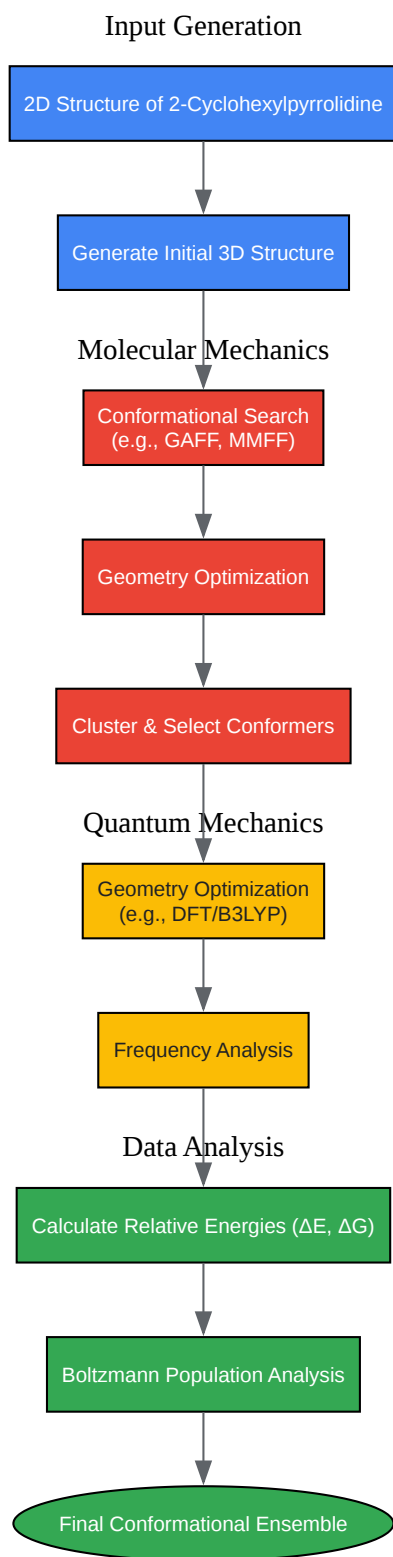 Input Generation
2D Structure of 2-Cyclohexylpyrrolidine
Generate Initial 3D Structure
Molecular Mechanics
Conformational Search
(e.g., GAFF, MMFF)
Geometry Optimization
Cluster & Select Conformers
Quantum Mechanics
Geometry Optimization
(e.g., DFT/B3LYP)
Frequency Analysis
Data Analysis
Calculate Relative Energies (ΔE, ΔG)
Boltzmann Population Analysis
Final Conformational Ensemble